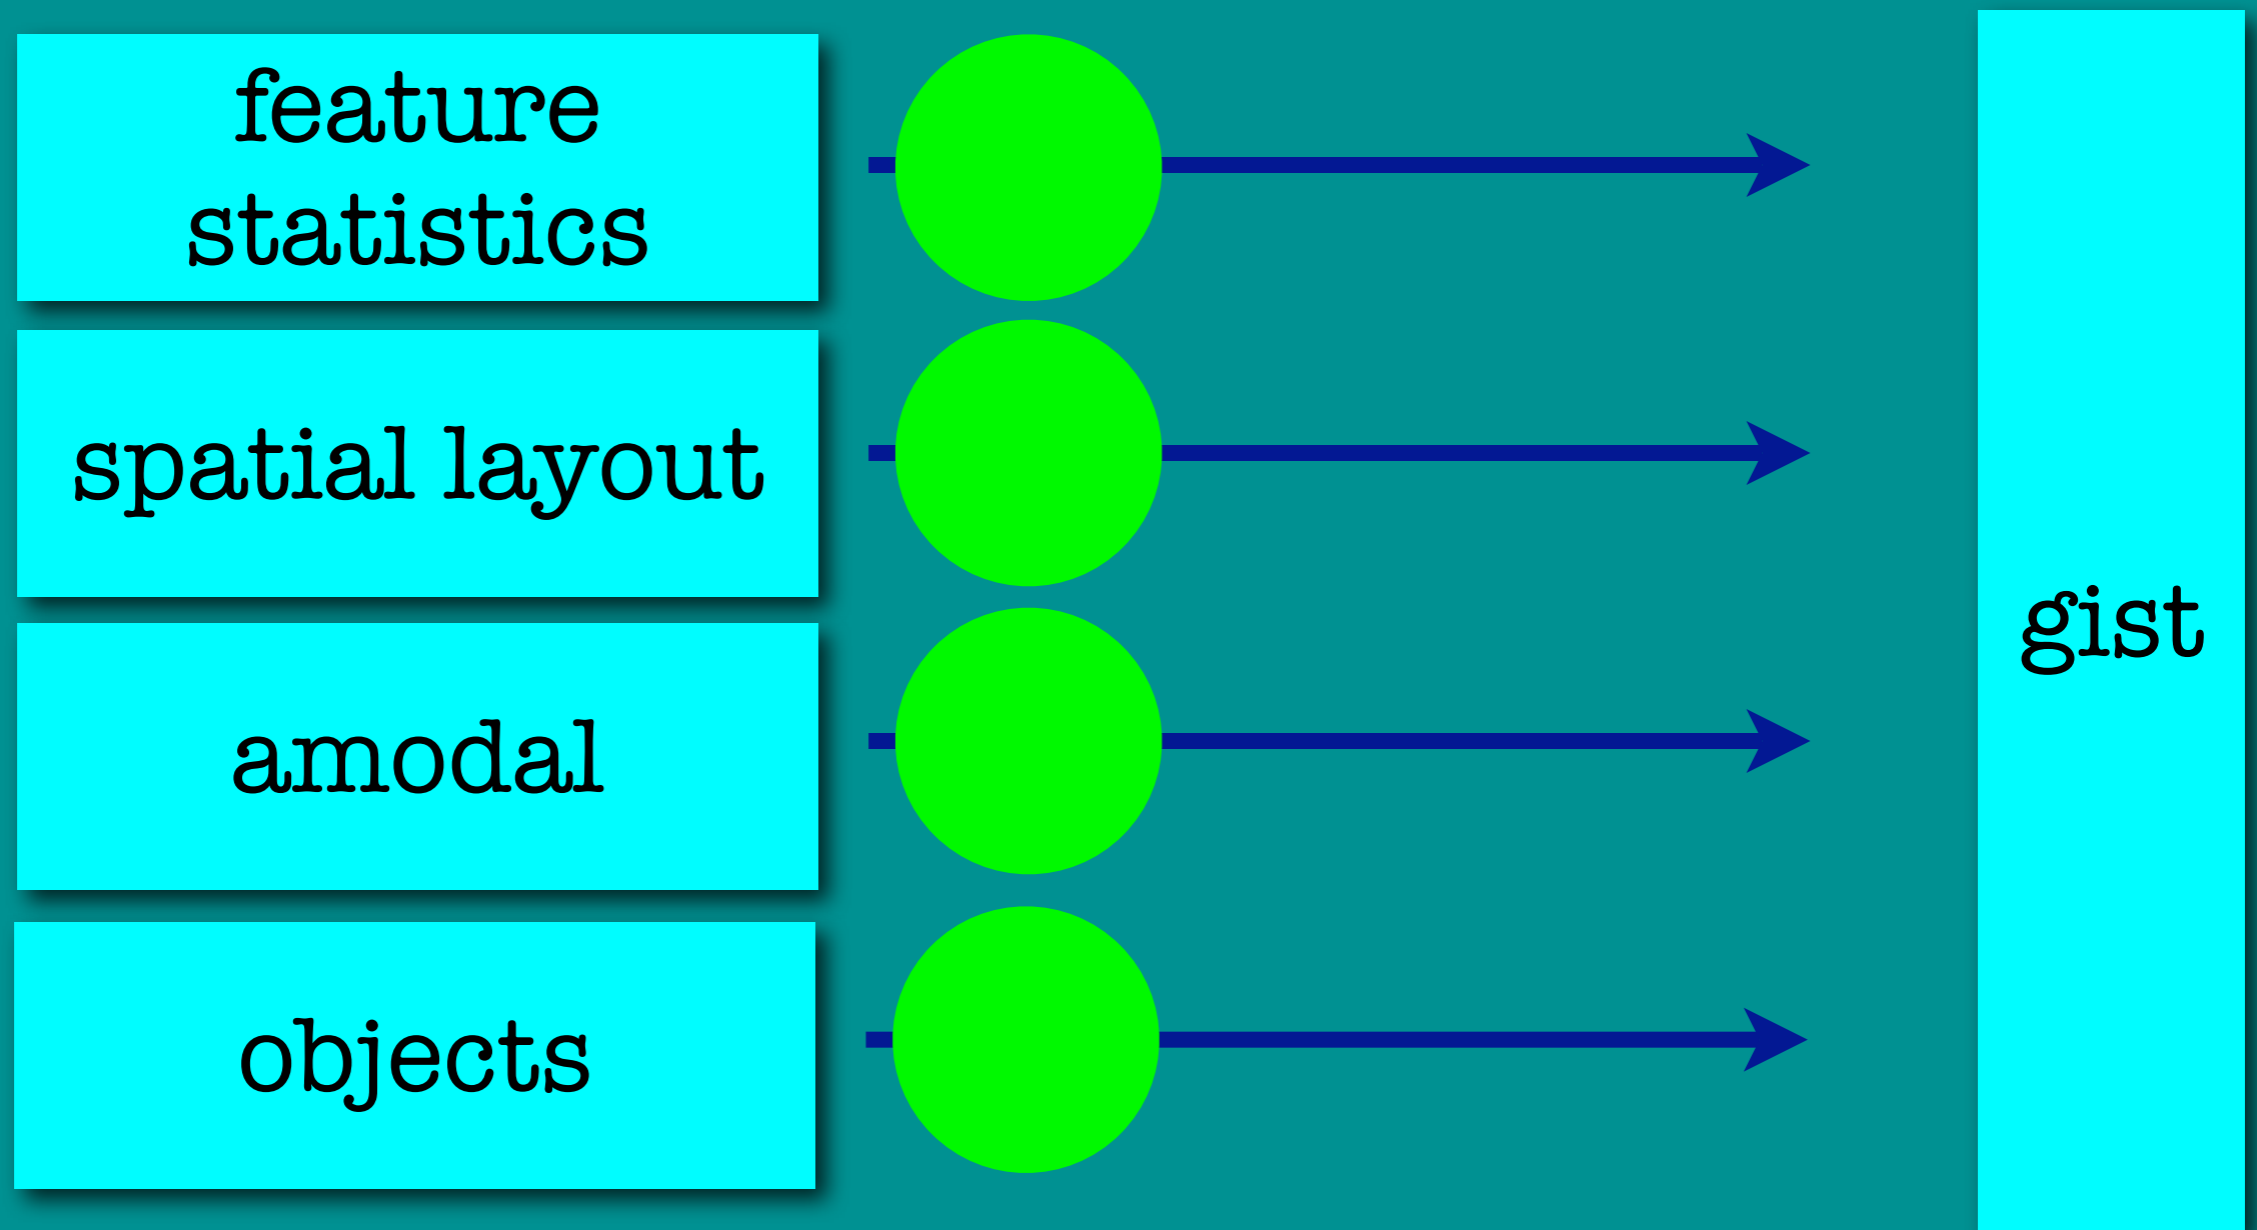 feature
statistics
spatial layout
amodal
objects
gist